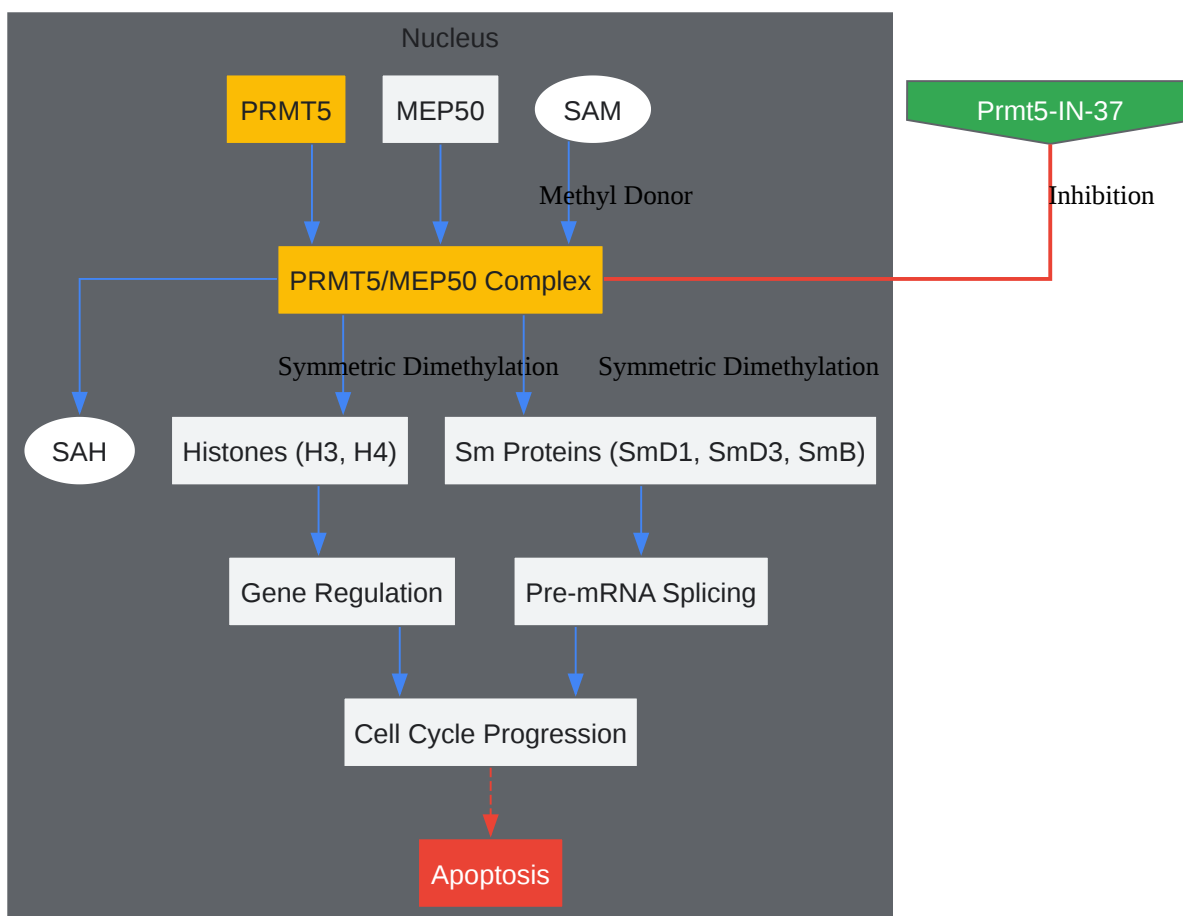 Nucleus
PRMT5
MEP50
SAM
Prmt5-IN-37
Methyl Donor
Inhibition
PRMT5/MEP50 Complex
Symmetric Dimethylation
Symmetric Dimethylation
SAH
Histones (H3, H4)
Sm Proteins (SmD1, SmD3, SmB)
Gene Regulation
Pre-mRNA Splicing
Cell Cycle Progression
Apoptosis